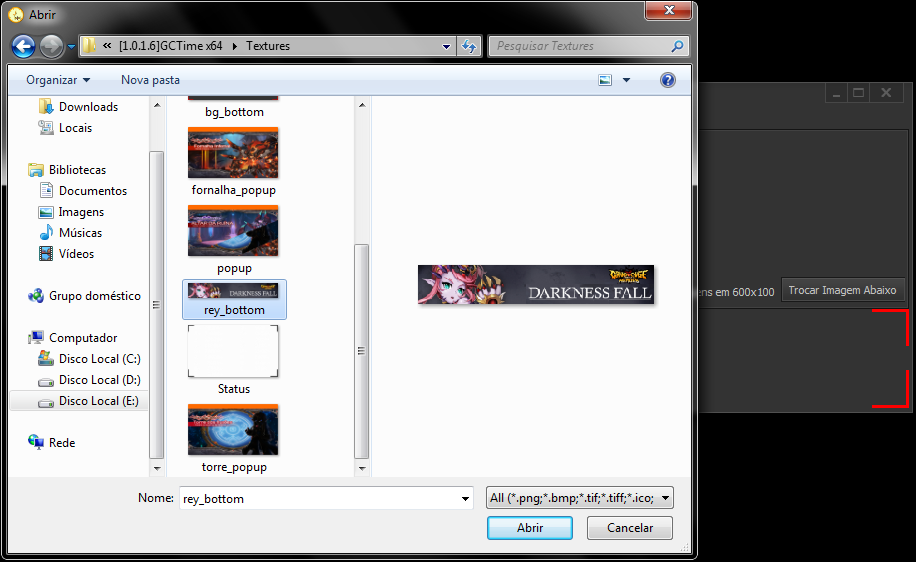 Abrir
« [1.0.1.6]GCTime x64 ▸ Textures
Pesquisar Textures
Organizar
Nova pasta
Downloads
Locais
Bibliotecas
Documentos
Imagens
Músicas
Vídeos
Grupo doméstico
Computador
Disco Local (C:)
Disco Local (D:)
Disco Local (E:)
Rede
bg_bottom
fornalha_popup
popup
DARKNESS FALL
rey_bottom
Status
torre_popup
DARKNESS FALL
ens em 600x100
Trocar Imagem Abaixo
Nome:
rey_bottom
All (*.png;*.bmp;*.tif;*.tiff;*.ico;
Abrir
Cancelar